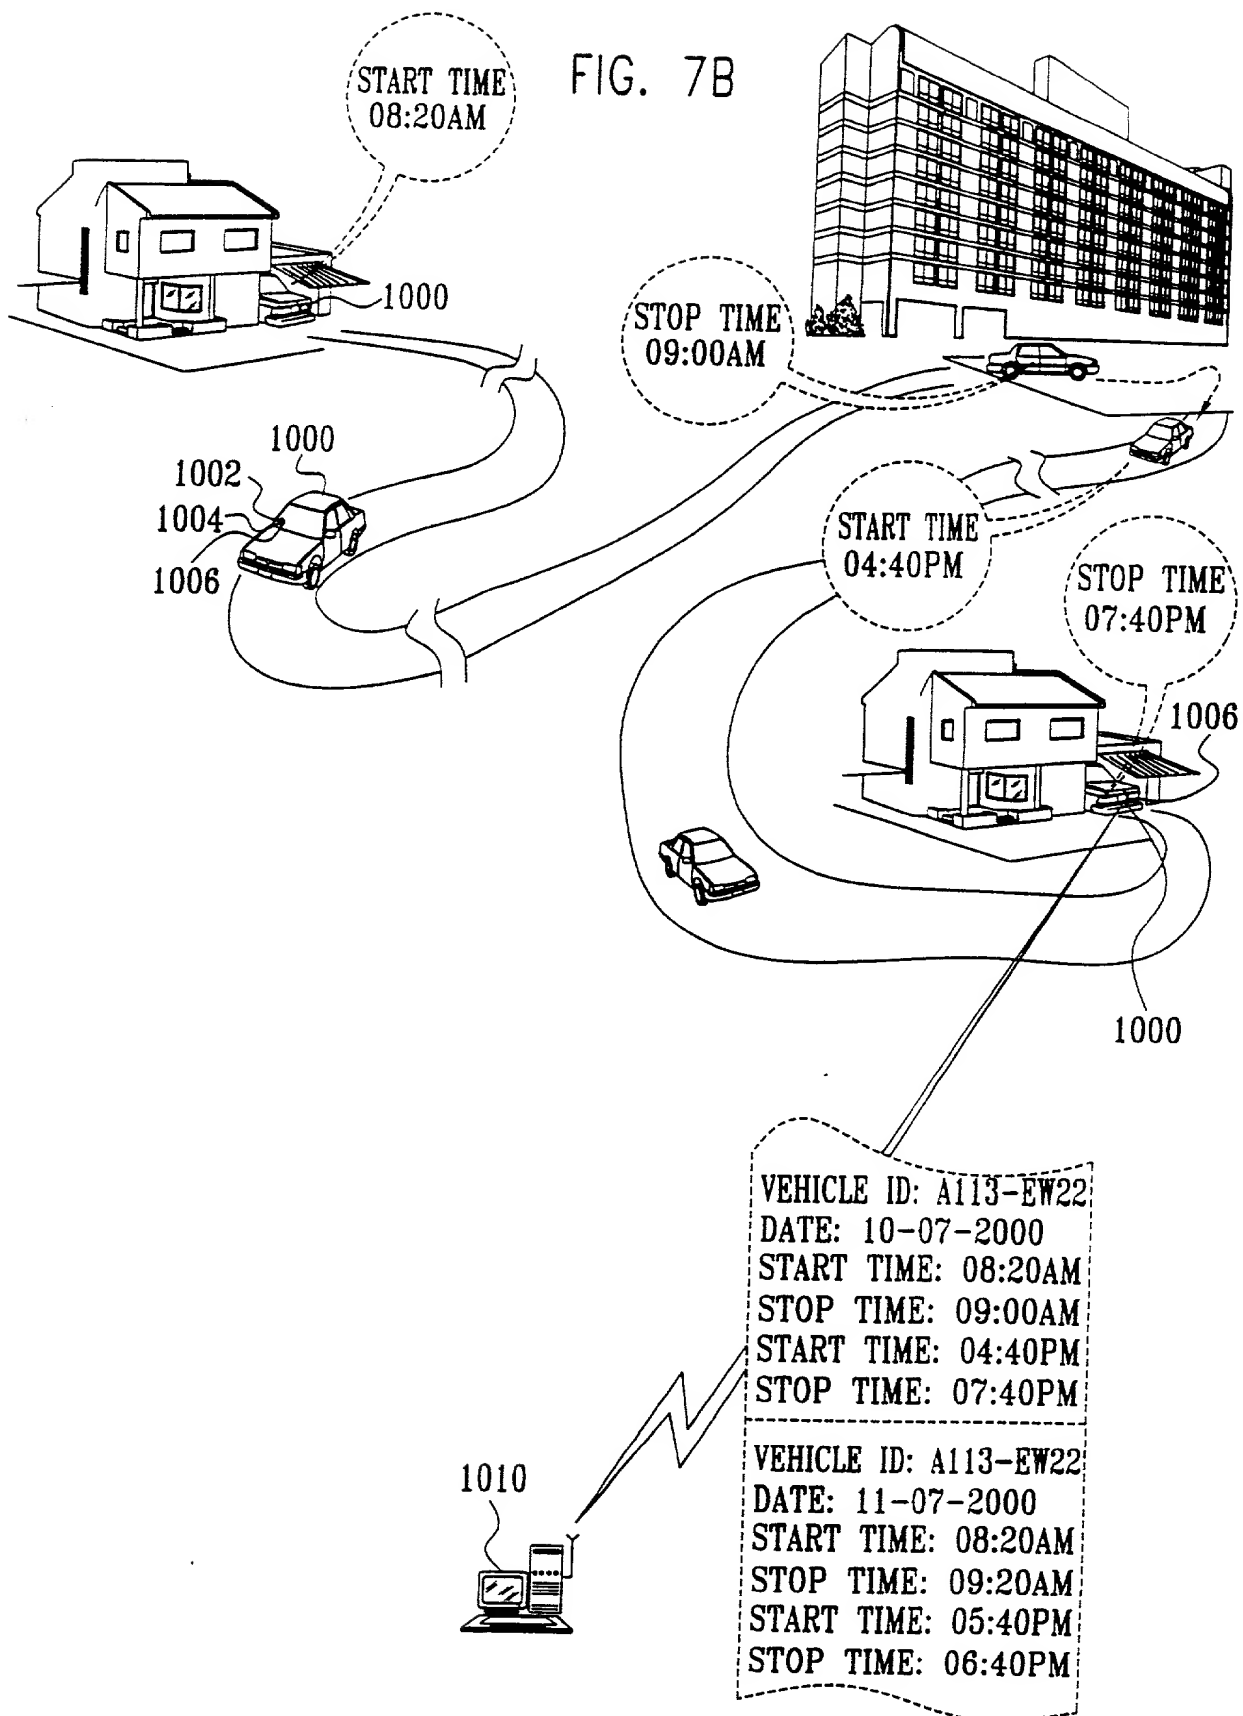 FIG. 7B
START TIME
08:20AM
1000
STOP TIME
09:00AM
1000
1002
1004
1006
START TIME
04:40PM
STOP TIME
07:40PM
1006
1000
VEHICLE ID: A113-EW22
DATE: 10-07-2000
START TIME: 08:20AM
STOP TIME: 09:00AM
START TIME: 04:40PM
STOP TIME: 07:40PM
VEHICLE ID: A113-EW22
DATE: 11-07-2000
START TIME: 08:20AM
STOP TIME: 09:20AM
START TIME: 05:40PM
STOP TIME: 06:40PM
1010